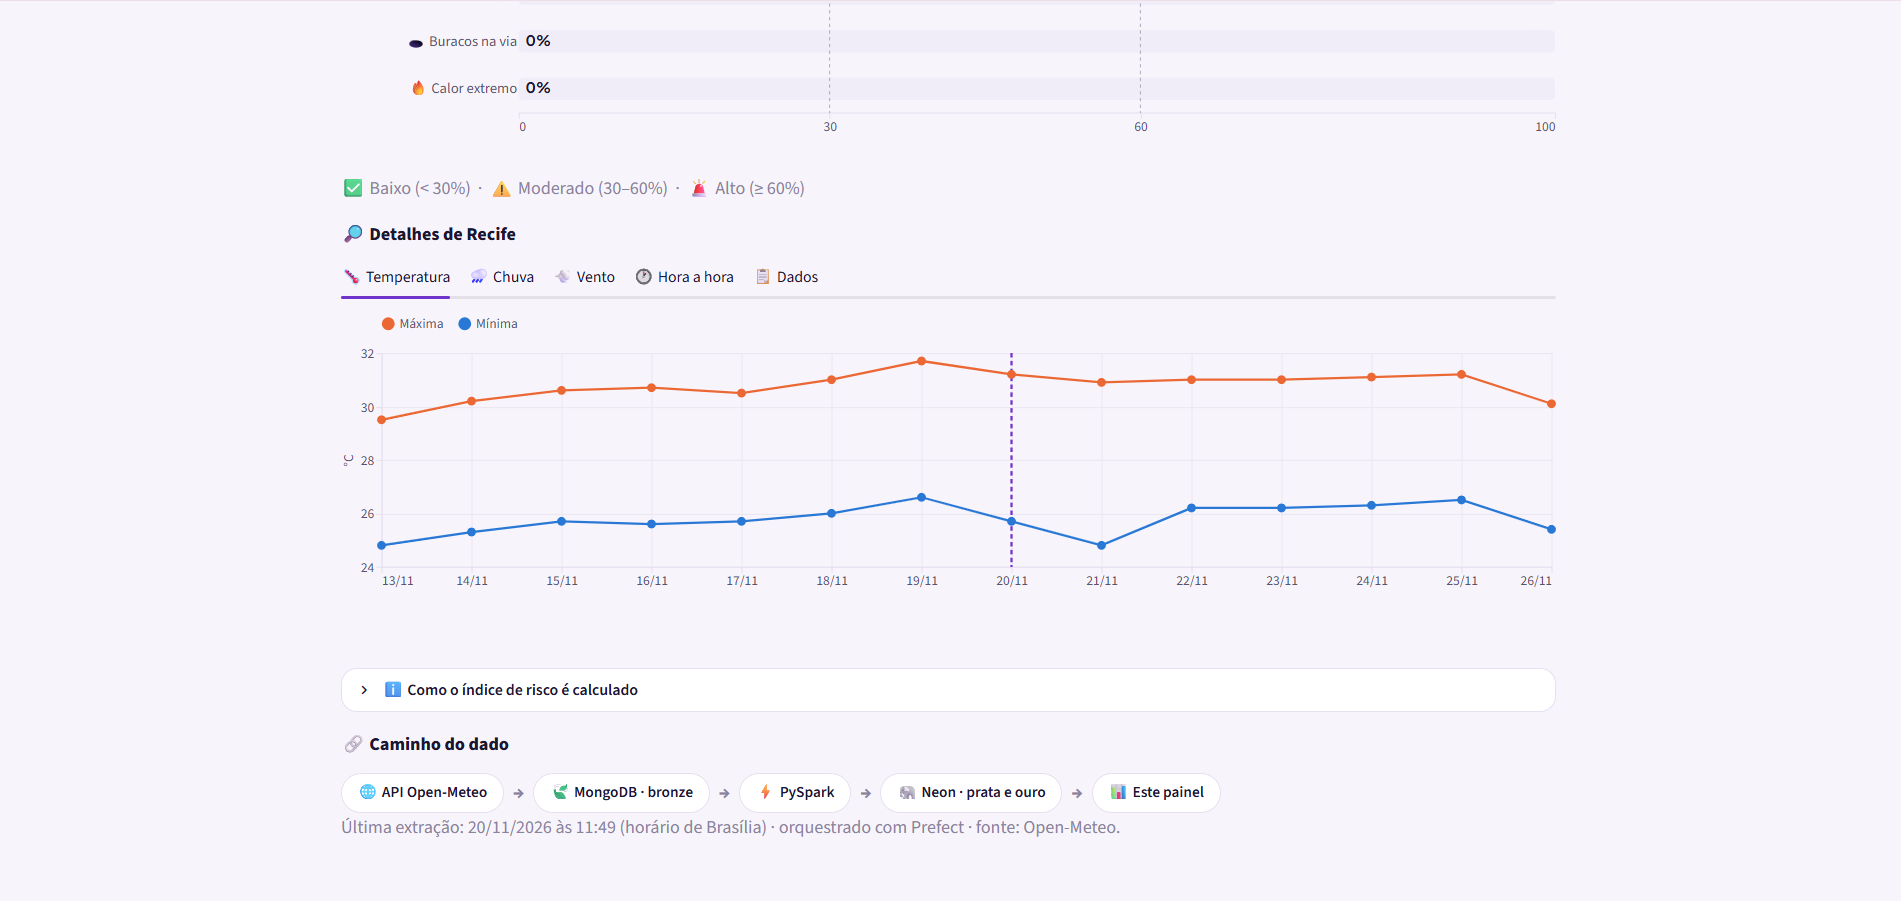 Buracos na via 0%
Calor extremo 0%
0 30 60 100
Baixo (< 30%) · Moderado (30–60%) · Alto (≥ 60%)
Detalhes de Recife
Temperatura Chuva Vento Hora a hora Dados
Máxima Mínima
32
30
28
26
24
°C
13/11 14/11 15/11 16/11 17/11 18/11 19/11 20/11 21/11 22/11 23/11 24/11 25/11 26/11
Como o índice de risco é calculado
Caminho do dado
API Open-Meteo → MongoDB · bronze → PySpark → Neon · prata e ouro → Este painel
Última extração: 20/11/2026 às 11:49 (horário de Brasília) · orquestrado com Prefect · fonte: Open-Meteo.